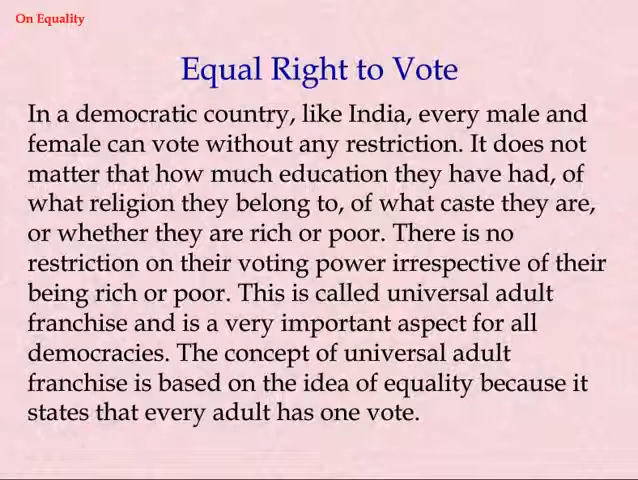 On Equality
Equal Right to Vote
In a democratic country, like India, every male and
female can vote without any restriction. It does not
matter that how much education they have had, of
what religion they belong to, of what caste they are,
or whether they are rich or poor. There is no
restriction on their voting power irrespective of their
being rich or poor. This is called universal adult
franchise and is a very important aspect for all
democracies. The concept of universal adult
franchise is based on the idea of equality because it
states that every adult has one vote.